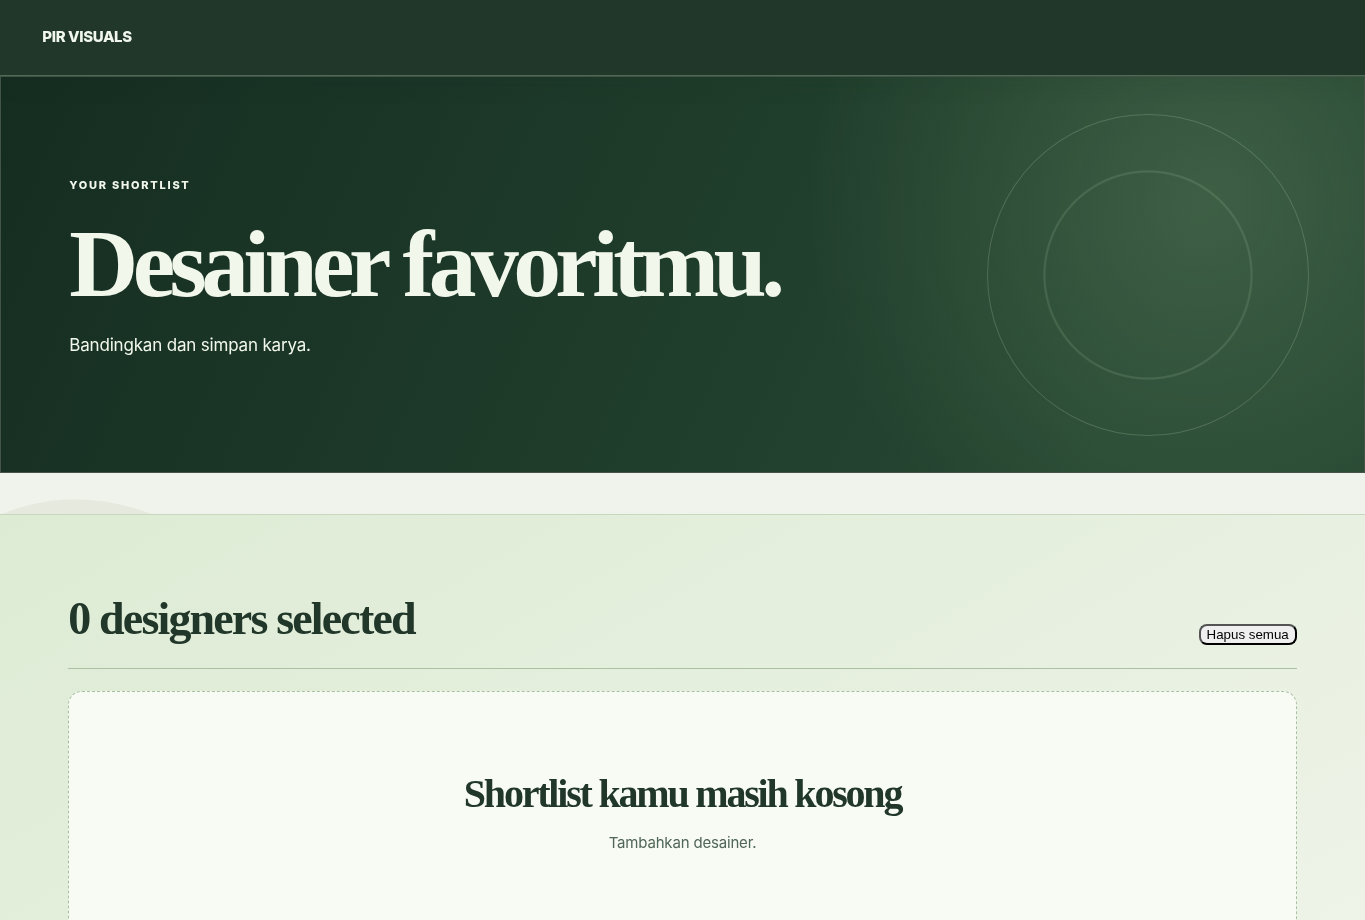 PIR VISUALS
YOUR SHORTLIST
Desainer favoritmu.
Bandingkan dan simpan karya.
0 designers selected
Hapus semua
Shortlist kamu masih kosong
Tambahkan desainer.